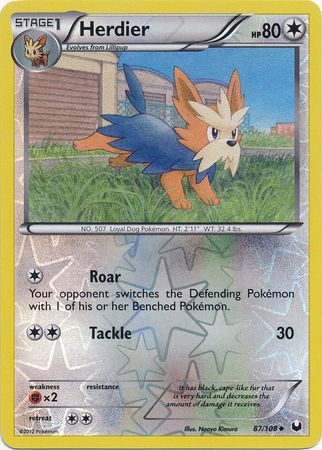 STAGE1
Herdier
HP80
Evolves from Lillipup
NO. 507 Loyal Dog Pokémon HT: 2'11" WT: 32.4 lbs.
Roar
Your opponent switches the Defending Pokémon
with 1 of his or her Benched Pokémon.
Tackle 30
weakness resistance
×2
It has black, cape-like fur that
is very hard and decreases the
amount of damage it receives.
retreat
©2012 Pokémon
Illus. Naoyo Kimura
87/108